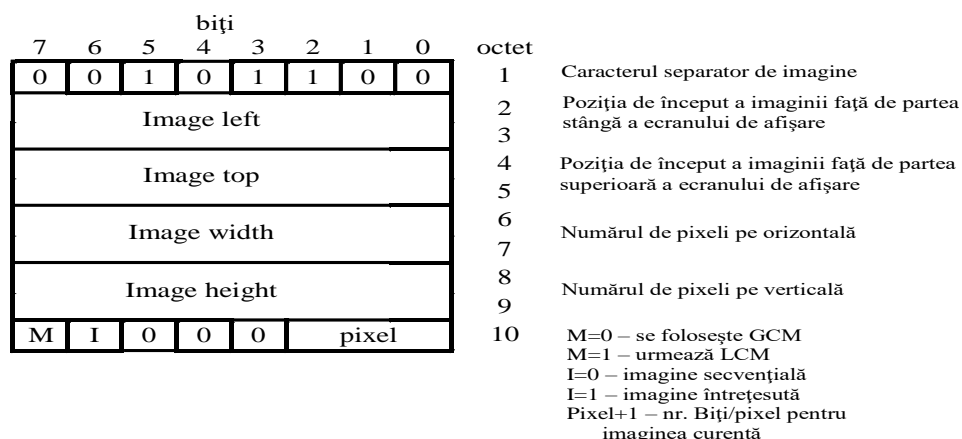 biţi
7 6 5 4 3 2 1 0 octet
0 0 1 0 1 1 0 0 1 Caracterul separator de imagine
Image left
2
3
Poziţia de început a imaginii faţă de partea
stângă a ecranului de afişare
Image top
4
5
Poziţia de început a imaginii faţă de partea
superioară a ecranului de afişare
Image width
6
7
Numărul de pixeli pe orizontală
Image height
8
9
Numărul de pixeli pe verticală
M I 0 0 0 pixel 10 M=0 – se foloseşte GCM
M=1 – urmează LCM
I=0 – imagine secvenţială
I=1 – imagine întreţesută
Pixel+1 – nr. Biţi/pixel pentru
imaginea curentă